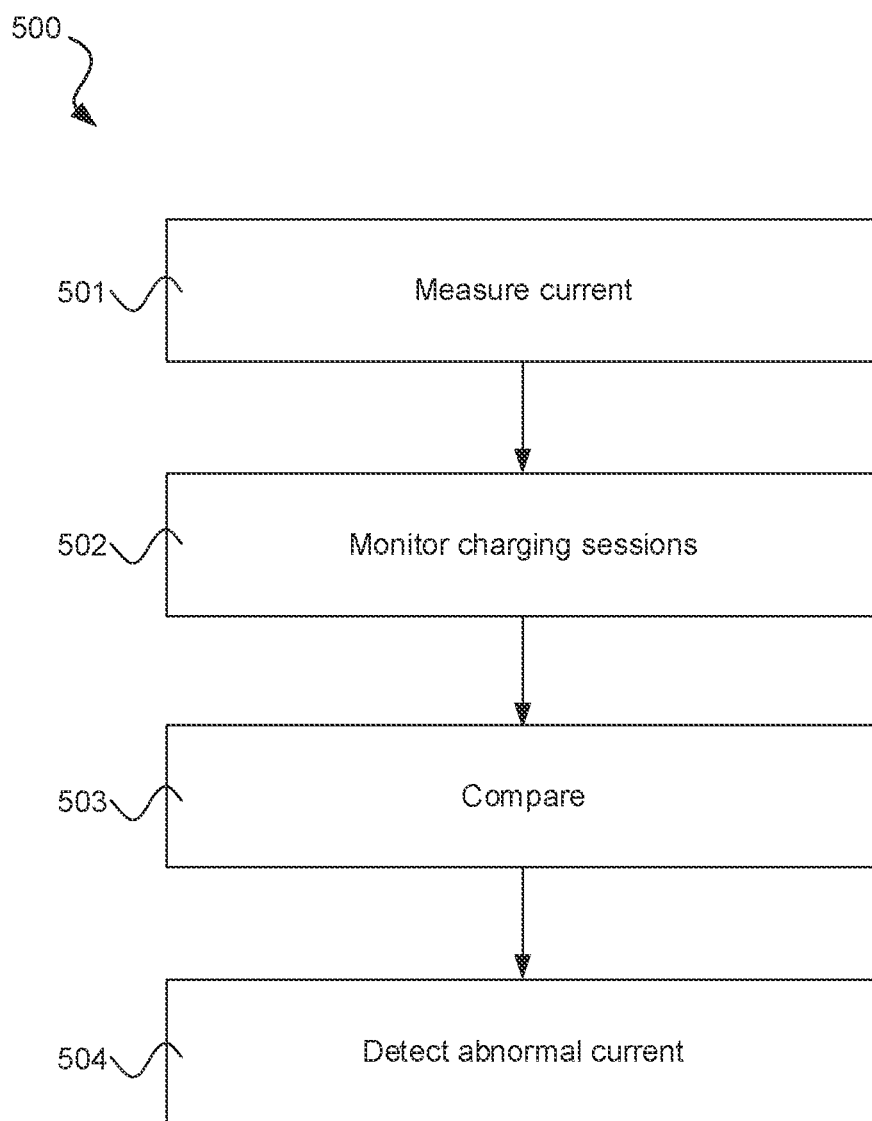 500
501
Measure current
502
Monitor charging sessions
503
Compare
504
Detect abnormal current